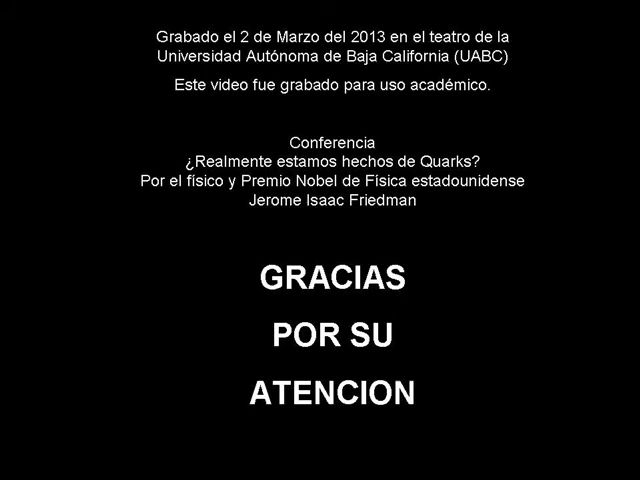 Grabado el 2 de Marzo del 2013 en el teatro de la
Universidad Autónoma de Baja California (UABC)
Este video fue grabado para uso académico.
Conferencia
¿Realmente estamos hechos de Quarks?
Por el físico y Premio Nobel de Física estadounidense
Jerome Isaac Friedman
GRACIAS
POR SU
ATENCION